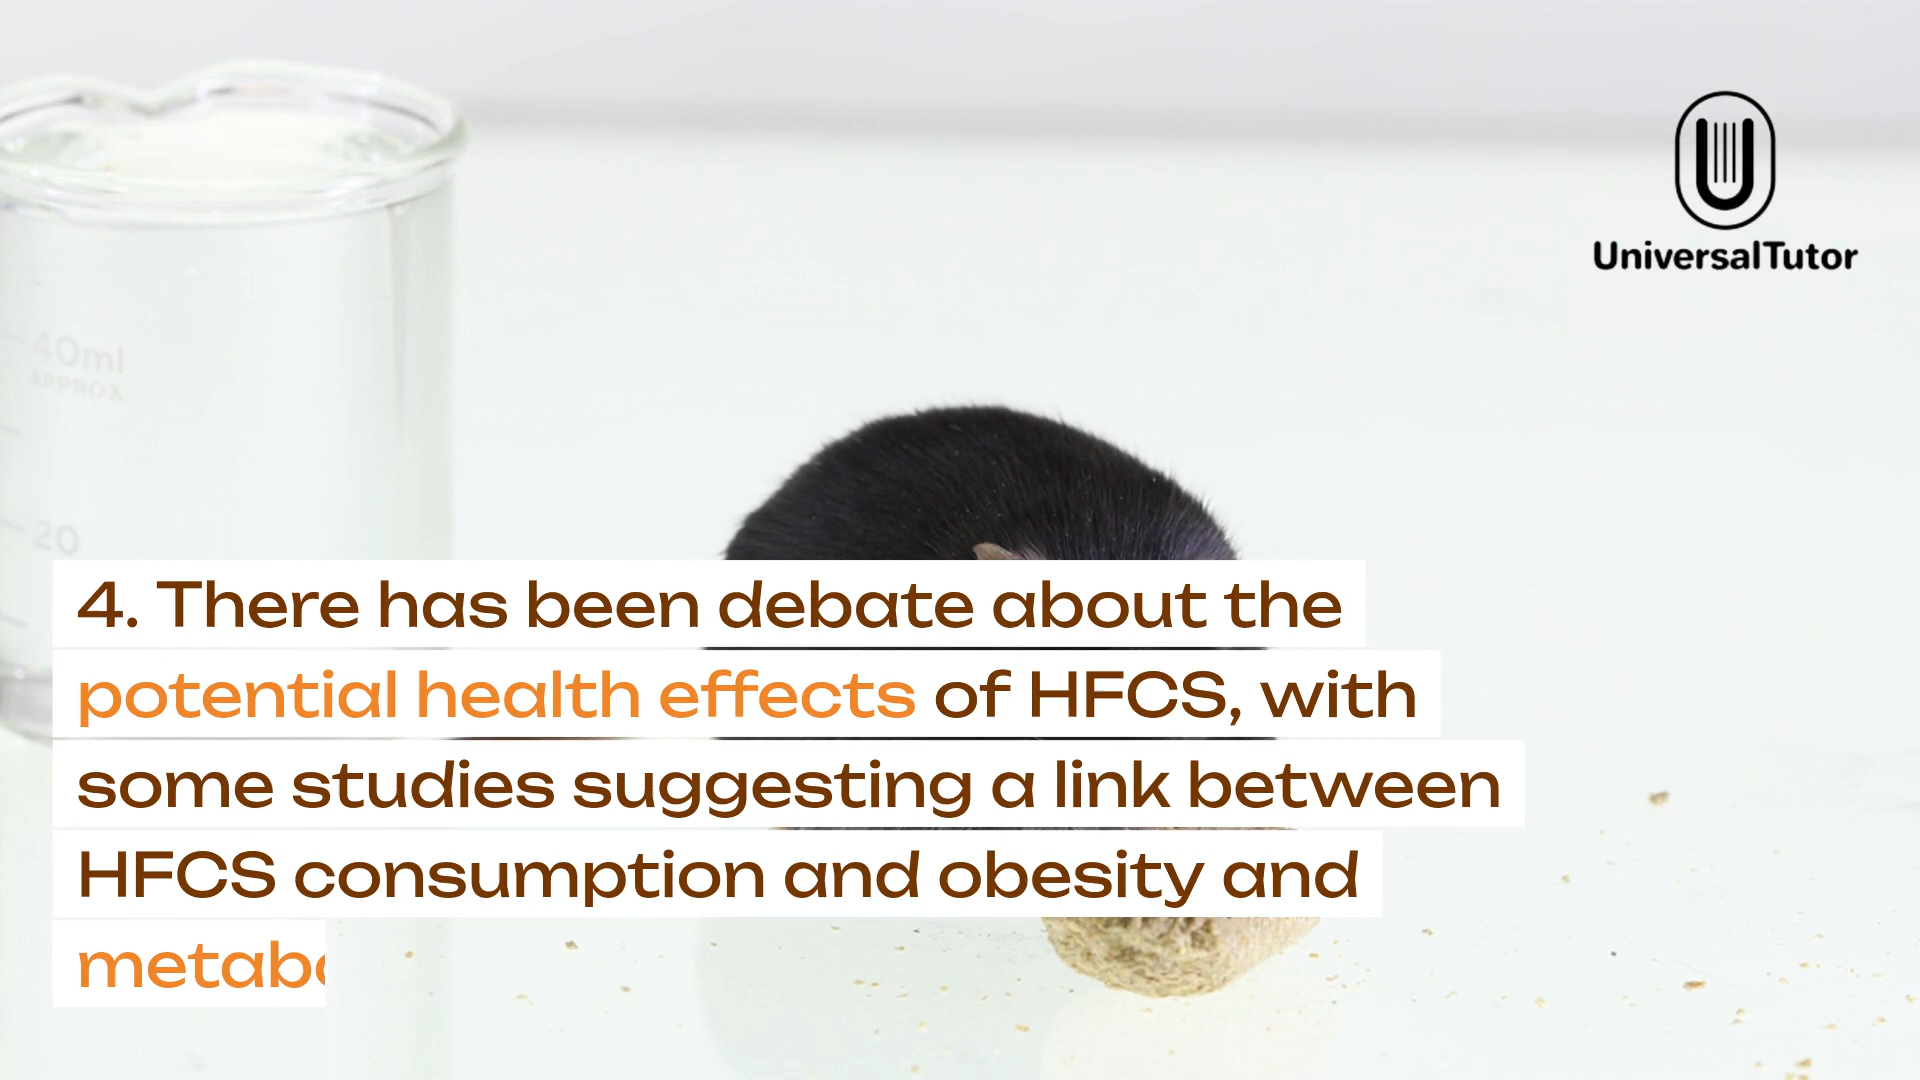 UniversalTutor
40ml
APPROX
20
4. There has been debate about the
potential health effects of HFCS, with
some studies suggesting a link between
HFCS consumption and obesity and